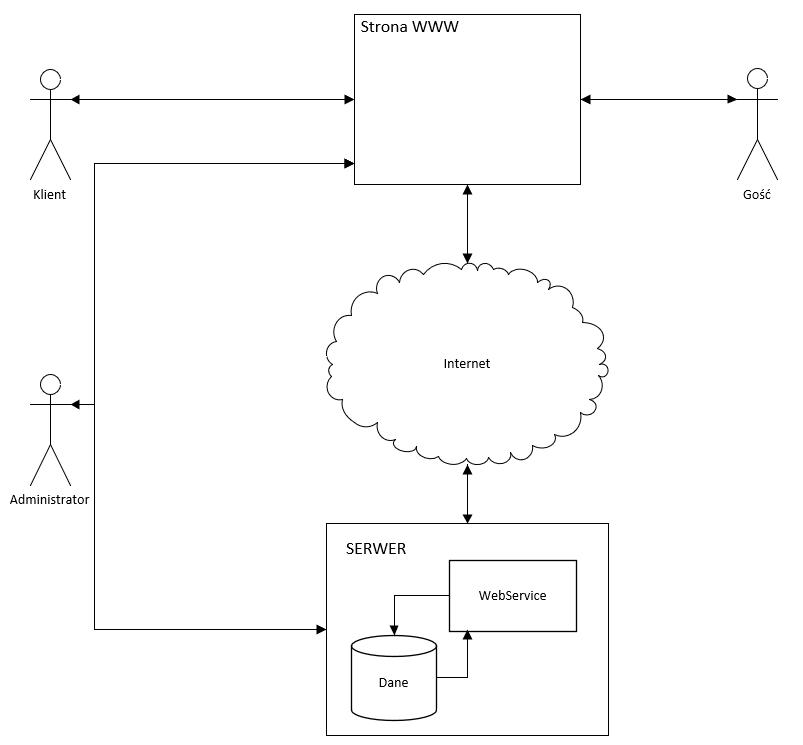 Strona WWW
Klient
Gość
Internet
Administrator
SERWER
WebService
Dane